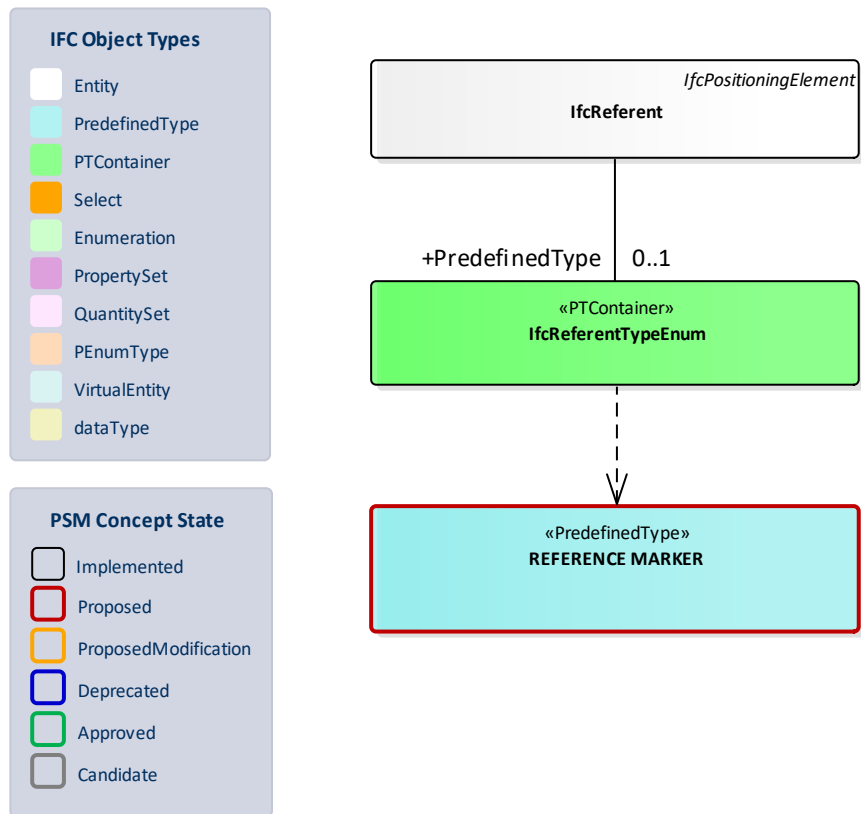 IFC Object Types
Entity
PredefinedType
PTContainer
Select
Enumeration
PropertySet
QuantitySet
PEnumType
VirtualEntity
dataType
PSM Concept State
Implemented
Proposed
ProposedModification
Deprecated
Approved
Candidate
IfcPositioningElement
IfcReferent
+PredefinedType 0..1
«PTContainer»
IfcReferentTypeEnum
«PredefinedType»
REFERENCE MARKER